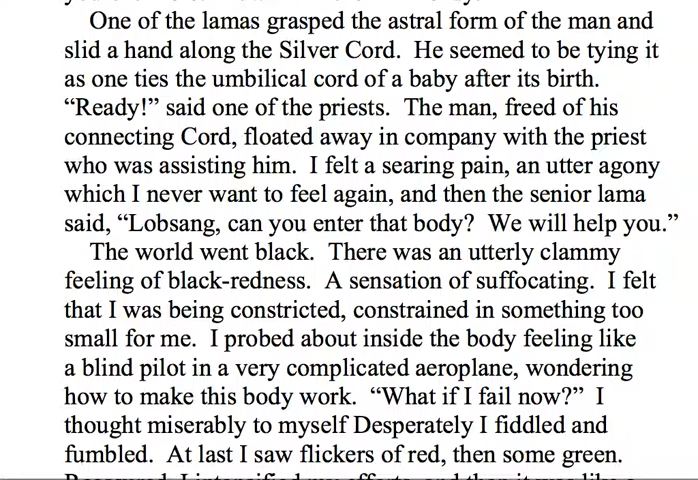 One of the lamas grasped the astral form of the man and
slid a hand along the Silver Cord. He seemed to be tying it
as one ties the umbilical cord of a baby after its birth.
“Ready!” said one of the priests. The man, freed of his
connecting Cord, floated away in company with the priest
who was assisting him. I felt a searing pain, an utter agony
which I never want to feel again, and then the senior lama
said, “Lobsang, can you enter that body? We will help you.”
The world went black. There was an utterly clammy
feeling of black-redness. A sensation of suffocating. I felt
that I was being constricted, constrained in something too
small for me. I probed about inside the body feeling like
a blind pilot in a very complicated aeroplane, wondering
how to make this body work. “What if I fail now?” I
thought miserably to myself Desperately I fiddled and
fumbled. At last I saw flickers of red, then some green.